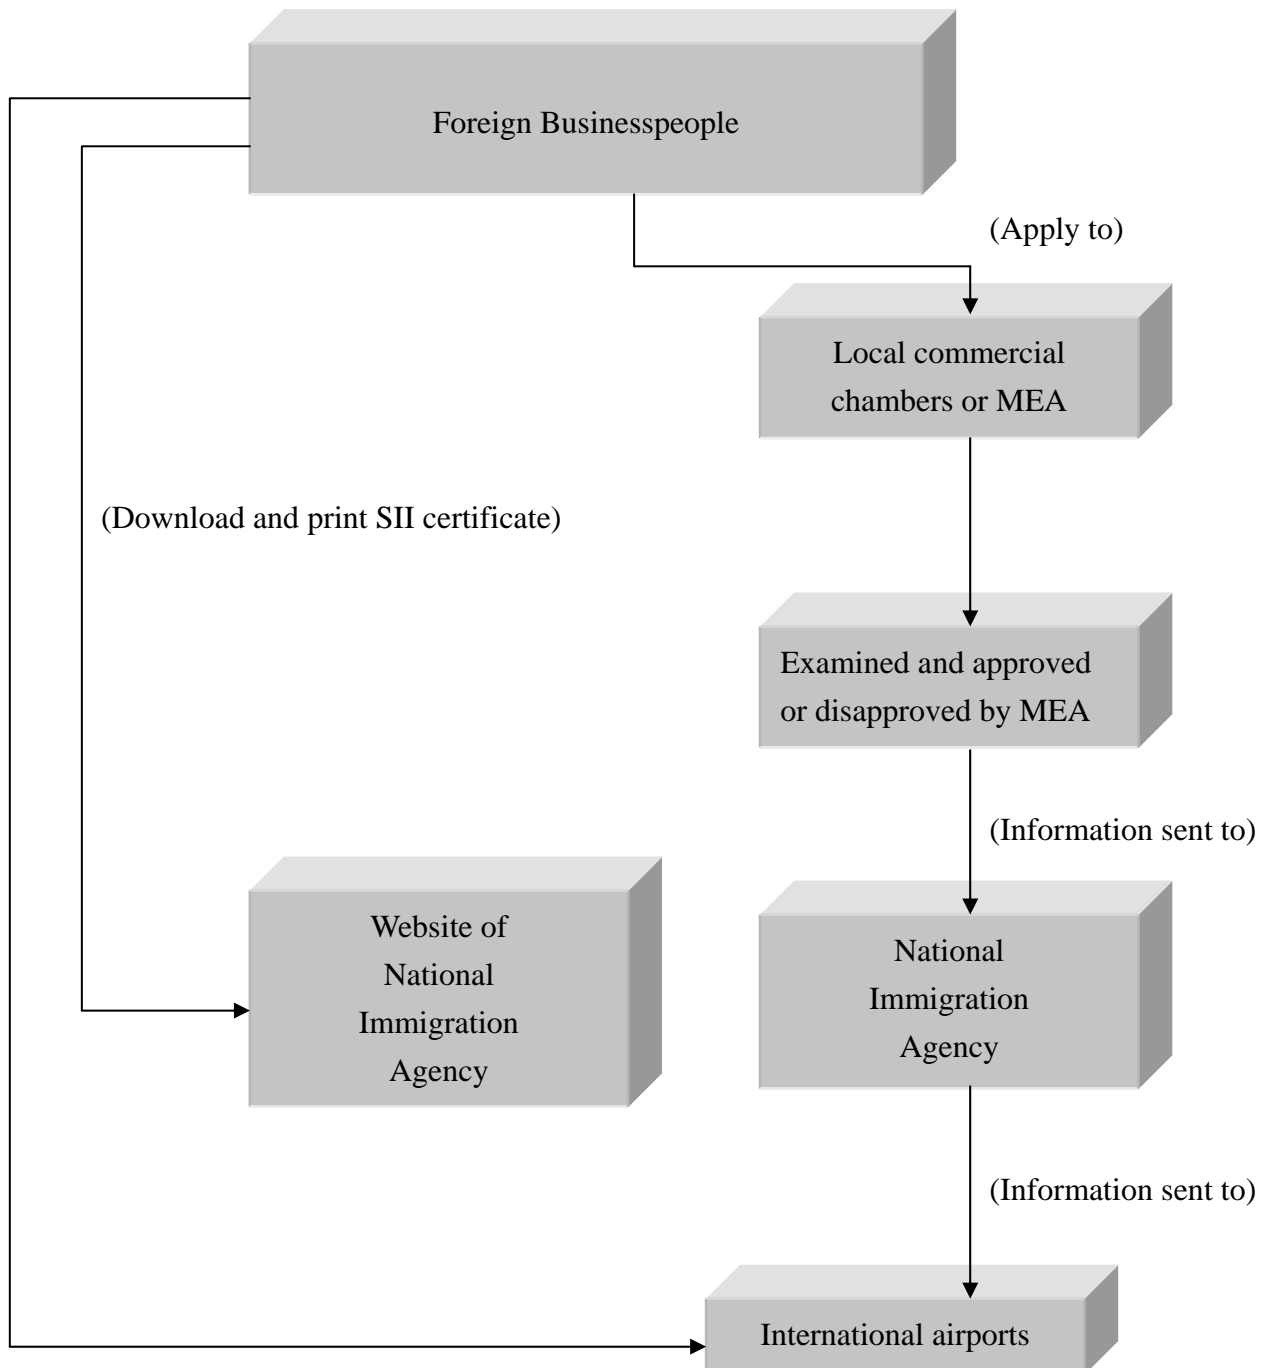 Foreign Businesspeople
(Apply to)
Local commercial
chambers or MEA
(Download and print SII certificate)
Examined and approved
or disapproved by MEA
(Information sent to)
Website of
National
Immigration
Agency
National
Immigration
Agency
(Information sent to)
International airports